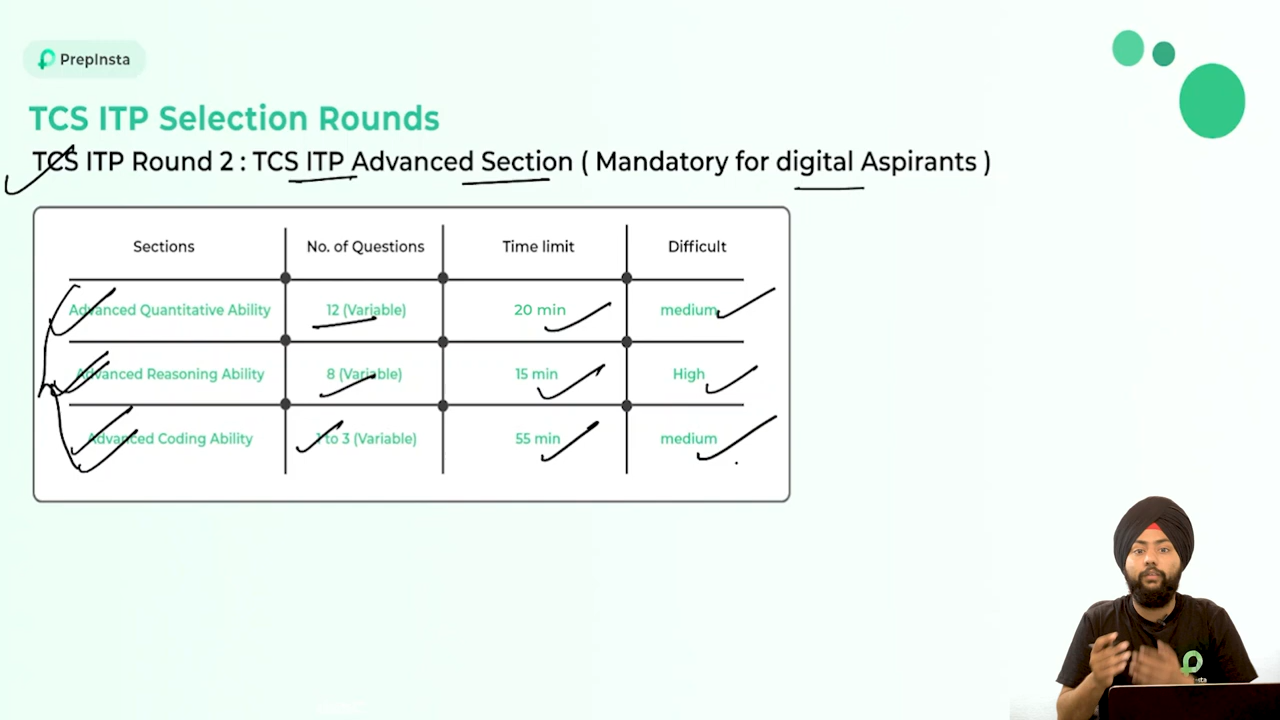 PrepInsta
TCS ITP Selection Rounds
TCS ITP Round 2 : TCS ITP Advanced Section ( Mandatory for digital Aspirants )
Sections No. of Questions Time limit Difficult
Advanced Quantitative Ability 12 (Variable) 20 min medium
Advanced Reasoning Ability 8 (Variable) 15 min High
Advanced Coding Ability 1 to 3 (Variable) 55 min medium